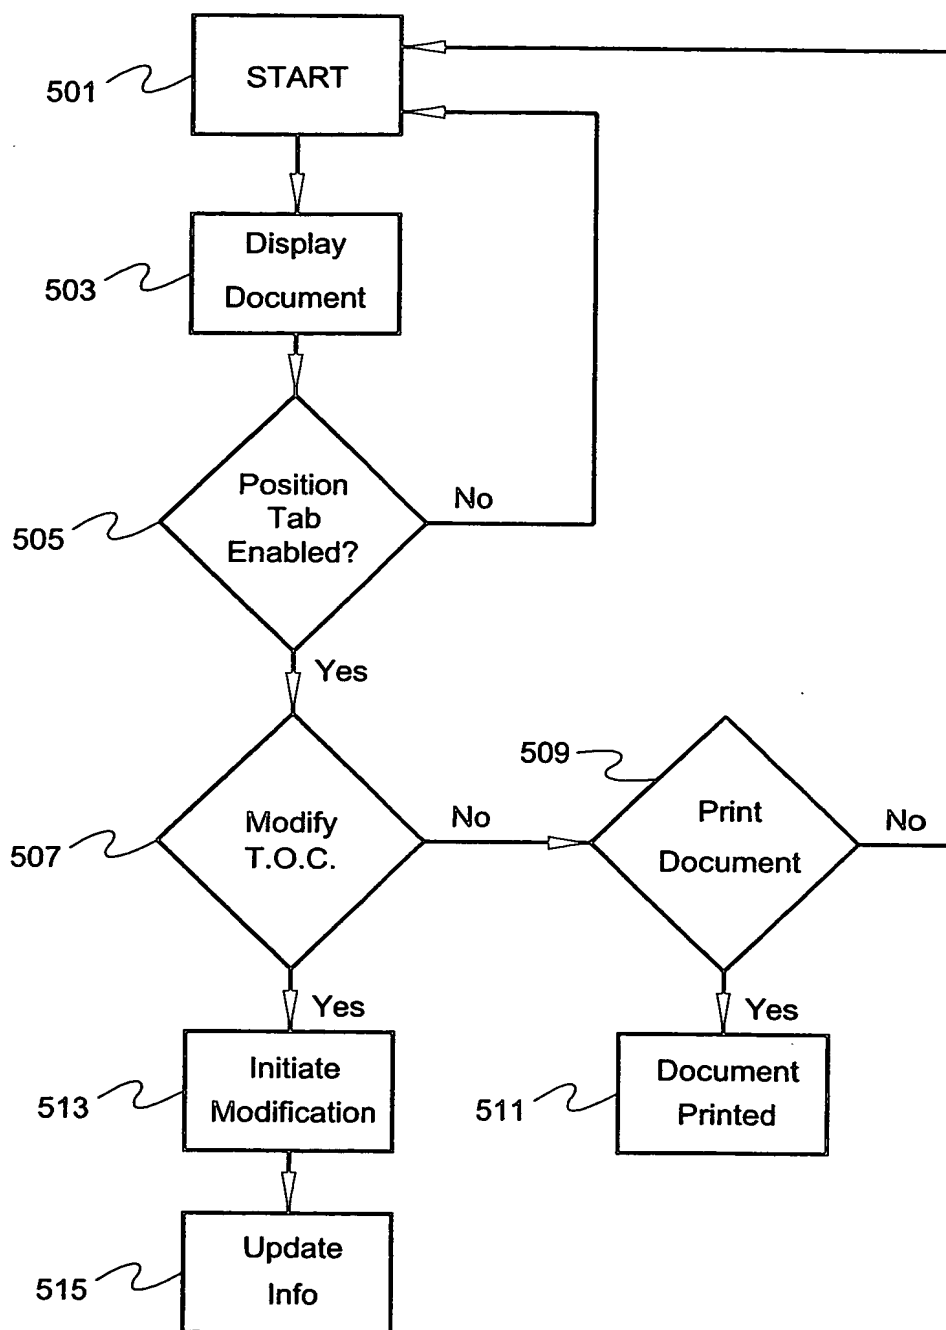 START
501
Display
Document
503
Position
Tab
Enabled?
No
505
Yes
509
Modify
T.O.C.
No
Print
Document
No
507
Yes
Yes
Initiate
Modification
513
Document
Printed
511
Update
Info
515